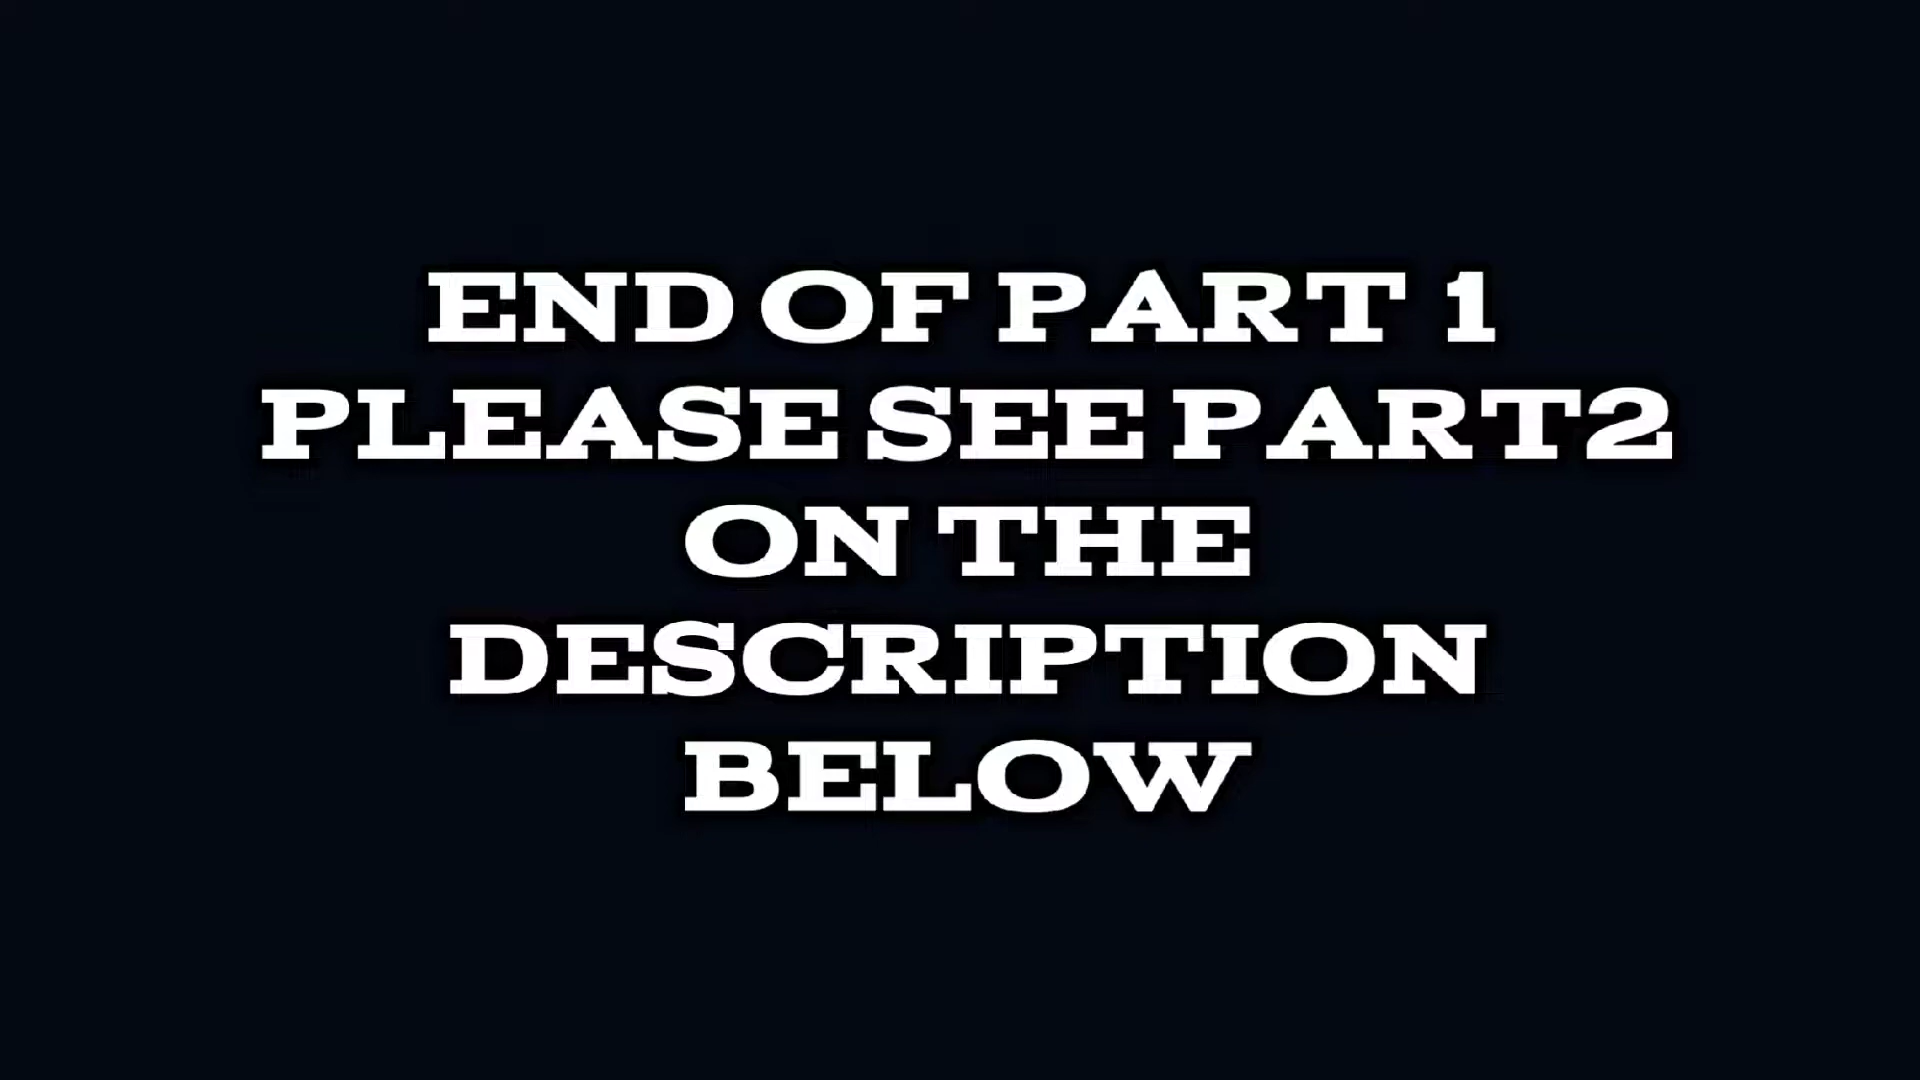 END OF PART 1
PLEASE SEE PART2
ON THE
DESCRIPTION
BELOW